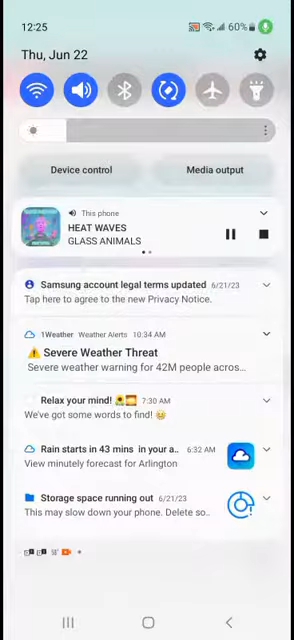 12:25
60%
Thu, Jun 22
Device control
Media output
This phone
HEAT WAVES
GLASS ANIMALS
Samsung account legal terms updated 6/21/23
Tap here to agree to the new Privacy Notice.
1Weather Weather Alerts 10:34 AM
Severe Weather Threat
Severe weather warning for 42M people acros...
Relax your mind! 🌻🌅 7:30 AM
We've got some words to find! 😉
Rain starts in 43 mins in your a.. 6:32 AM
View minutely forecast for Arlington
Storage space running out 6/21/23
This may slow down your phone. Delete so..